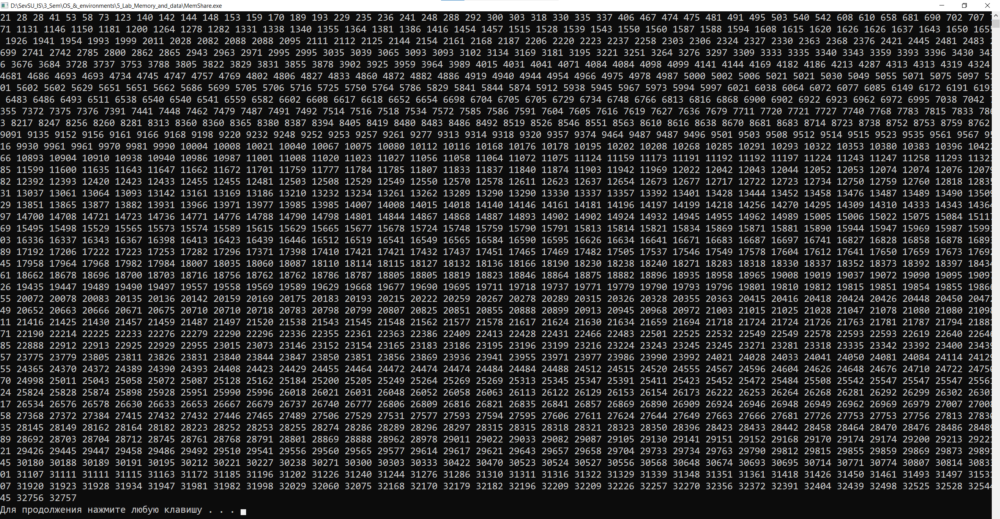 D:\SevSU_IS\3_Sem\OS_&_environments\5_Lab_Memory_and_data\MemShare.exe
21 28 28 41 53 58 73 123 140 142 144 148 153 159 170 189 193 229 235 236 241 248 288 292 300 303 318 330 335 337 406 467 474 475 481 491 495 503 540 542 608 610 658 681 690 702 707
71 1131 1146 1150 1181 1200 1264 1278 1282 1331 1338 1340 1355 1364 1381 1386 1416 1454 1457 1515 1528 1539 1543 1550 1560 1587 1588 1594 1608 1615 1620 1626 1626 1637 1643 1650 165
1926 1941 1954 1993 1999 2011 2028 2082 2088 2088 2095 2111 2112 2125 2144 2154 2161 2168 2187 2206 2220 2223 2237 2258 2303 2306 2324 2327 2330 2363 2368 2376 2421 2445 2481 2483
699 2741 2742 2785 2800 2862 2865 2943 2963 2971 2995 2995 3035 3039 3065 3093 3093 3102 3134 3169 3181 3195 3221 3251 3264 3276 3297 3309 3333 3335 3340 3343 3359 3393 3396 3430 343
6 3676 3684 3728 3737 3753 3788 3805 3822 3829 3831 3855 3878 3902 3925 3959 3964 3989 4015 4031 4041 4071 4084 4084 4098 4099 4141 4144 4169 4182 4186 4213 4287 4313 4313 4319 4324
4681 4686 4693 4693 4734 4745 4747 4757 4769 4802 4806 4827 4833 4860 4872 4882 4886 4919 4940 4944 4954 4966 4975 4978 4987 5000 5002 5006 5021 5021 5030 5049 5055 5071 5075 5097 51
01 5602 5602 5629 5651 5651 5662 5686 5699 5705 5706 5716 5725 5750 5764 5786 5829 5841 5844 5874 5912 5938 5945 5967 5973 5994 5997 6021 6038 6064 6072 6077 6085 6149 6172 6191 6193
6483 6486 6493 6511 6538 6540 6540 6541 6559 6582 6602 6608 6617 6618 6652 6654 6698 6704 6705 6705 6729 6734 6748 6766 6813 6816 6868 6900 6902 6922 6923 6962 6972 6995 7038 7042
355 7372 7375 7376 7391 7441 7448 7462 7479 7487 7491 7492 7514 7516 7518 7534 7572 7585 7586 7591 7604 7605 7616 7619 7627 7636 7679 7711 7720 7721 7727 7740 7768 7783 7815 7833 786
3 8217 8247 8256 8260 8281 8313 8360 8360 8365 8380 8387 8394 8405 8419 8480 8483 8486 8492 8519 8526 8546 8551 8563 8610 8616 8638 8670 8681 8683 8714 8723 8738 8752 8753 8759 8762
9091 9135 9152 9156 9161 9166 9168 9198 9220 9232 9248 9252 9253 9257 9261 9277 9313 9314 9318 9320 9357 9374 9464 9487 9487 9496 9501 9503 9508 9512 9514 9515 9523 9535 9561 9567 95
16 9930 9961 9961 9970 9981 9990 10004 10008 10021 10040 10067 10075 10080 10112 10116 10168 10176 10178 10195 10202 10208 10268 10285 10291 10293 10322 10353 10380 10383 10396 10422
66 10893 10904 10910 10938 10940 10986 10987 11001 11008 11020 11023 11027 11056 11058 11064 11072 11075 11124 11159 11173 11191 11192 11192 11197 11224 11243 11247 11258 11293 11323
85 11599 11600 11635 11643 11647 11662 11672 11701 11759 11777 11784 11785 11807 11833 11837 11840 11874 11903 11942 11969 12022 12042 12043 12044 12052 12053 12074 12074 12076 12079
82 12392 12393 12420 12423 12433 12455 12455 12481 12503 12508 12529 12549 12550 12570 12578 12611 12623 12637 12654 12673 12677 12717 12722 12723 12734 12750 12759 12760 12818 12835
31 13037 13061 13064 13093 13142 13161 13169 13186 13210 13232 13234 13261 13262 13289 13290 13290 13330 13337 13357 13392 13401 13428 13444 13452 13458 13476 13487 13489 13490 13509
29 13851 13865 13877 13882 13931 13966 13971 13977 13985 13985 14007 14008 14015 14018 14140 14146 14161 14181 14196 14197 14199 14218 14256 14270 14295 14309 14310 14333 14343 14364
97 14700 14708 14721 14723 14736 14771 14776 14788 14790 14798 14801 14844 14867 14868 14887 14893 14902 14902 14924 14932 14945 14955 14962 14989 15005 15006 15022 15075 15084 15117
69 15495 15498 15529 15565 15573 15574 15589 15615 15629 15665 15677 15678 15724 15748 15759 15790 15791 15813 15814 15821 15834 15869 15871 15881 15890 15944 15947 15969 15987 15993
03 16336 16337 16343 16367 16398 16413 16423 16439 16446 16512 16519 16541 16549 16565 16584 16590 16595 16626 16634 16641 16671 16683 16687 16697 16741 16827 16828 16858 16878 16893
89 17192 17206 17222 17223 17253 17282 17296 17371 17398 17410 17421 17421 17432 17437 17451 17465 17469 17482 17505 17537 17546 17549 17578 17604 17612 17641 17650 17659 17673 17692
45 17958 17964 17968 17982 17984 18007 18035 18060 18087 18110 18114 18115 18127 18132 18136 18166 18190 18230 18238 18240 18271 18283 18318 18330 18337 18352 18373 18392 18397 18434
61 18662 18678 18696 18700 18703 18716 18756 18762 18762 18786 18787 18805 18805 18819 18823 18846 18864 18875 18882 18896 18935 18958 18965 19008 19019 19037 19072 19090 19095 19097
26 19435 19447 19489 19490 19497 19557 19558 19569 19589 19629 19668 19677 19690 19695 19711 19718 19737 19771 19779 19790 19793 19796 19801 19810 19812 19815 19851 19854 19855 19866
55 20072 20078 20083 20135 20136 20142 20159 20169 20175 20183 20193 20215 20222 20259 20267 20278 20289 20315 20326 20328 20355 20363 20415 20416 20418 20424 20426 20448 20450 20472
49 20652 20663 20666 20671 20675 20710 20710 20718 20783 20798 20799 20807 20825 20851 20855 20888 20899 20913 20945 20968 20972 21003 21015 21025 21028 21047 21078 21080 21080 21098
11 21416 21425 21430 21457 21459 21487 21497 21520 21538 21543 21545 21548 21562 21577 21578 21617 21624 21630 21634 21659 21694 21718 21724 21724 21726 21763 21781 21787 21794 21881
71 22190 22214 22225 22233 22276 22279 22290 22296 22336 22355 22361 22363 22386 22409 22413 22428 22431 22466 22483 22501 22525 22532 22549 22549 22578 22593 22593 22619 22640 22646
85 22888 22912 22913 22925 22929 22955 23015 23073 23146 23152 23154 23165 23183 23186 23195 23196 23199 23216 23224 23243 23245 23245 23271 23281 23318 23335 23342 23392 23400 23439
57 23775 23779 23805 23811 23826 23831 23840 23844 23847 23850 23851 23856 23869 23936 23941 23955 23971 23977 23986 23990 23992 24021 24028 24033 24041 24050 24081 24084 24114 24129
55 24365 24370 24372 24389 24390 24393 24408 24423 24429 24455 24464 24472 24474 24474 24484 24484 24488 24512 24515 24520 24555 24567 24596 24604 24626 24648 24676 24710 24722 24750
70 24998 25011 25043 25058 25072 25087 25128 25162 25184 25200 25205 25249 25264 25269 25269 25313 25345 25347 25391 25411 25423 25452 25472 25484 25508 25542 25547 25547 25547 25561
24 25824 25828 25874 25898 25928 25951 25990 25996 26018 26021 26031 26048 26052 26058 26063 26113 26122 26129 26153 26154 26173 26222 26253 26264 26268 26281 26292 26299 26302 26303
17 26534 26576 26578 26630 26633 26653 26667 26679 26737 26740 26777 26806 26809 26816 26821 26835 26841 26857 26869 26890 26909 26924 26946 26948 26949 26962 26969 26979 27007 27008
58 27368 27372 27384 27415 27432 27432 27446 27465 27489 27506 27529 27531 27577 27593 27594 27595 27606 27611 27624 27644 27649 27663 27666 27681 27726 27753 27753 27756 27813 27830
35 28145 28149 28162 28164 28182 28223 28252 28253 28255 28274 28286 28289 28296 28297 28315 28315 28318 28321 28323 28350 28396 28423 28433 28442 28458 28464 28470 28476 28486 28489
89 28692 28703 28704 28712 28745 28761 28768 28791 28801 28869 28888 28962 28978 29011 29022 29033 29082 29087 29105 29130 29141 29151 29152 29168 29170 29174 29174 29200 29213 29221
21 29426 29445 29447 29458 29486 29492 29510 29541 29556 29560 29565 29577 29614 29617 29621 29643 29657 29658 29704 29733 29734 29763 29790 29812 29815 29855 29859 29869 29873 29891
45 30180 30188 30189 30191 30195 30212 30221 30227 30238 30271 30300 30303 30333 30422 30470 30523 30524 30527 30556 30568 30648 30674 30693 30695 30714 30771 30774 30807 30814 30833
01 31107 31111 31111 31115 31163 31172 31185 31196 31202 31226 31240 31244 31276 31286 31310 31311 31316 31322 31329 31339 31348 31351 31361 31418 31426 31450 31461 31493 31497 31531
07 31920 31923 31928 31934 31947 31981 31982 31998 32029 32060 32075 32168 32170 32179 32182 32196 32209 32209 32226 32257 32270 32356 32372 32391 32404 32439 32498 32525 32528 32544
45 32756 32757
Для продолжения нажмите любую клавишу . . .